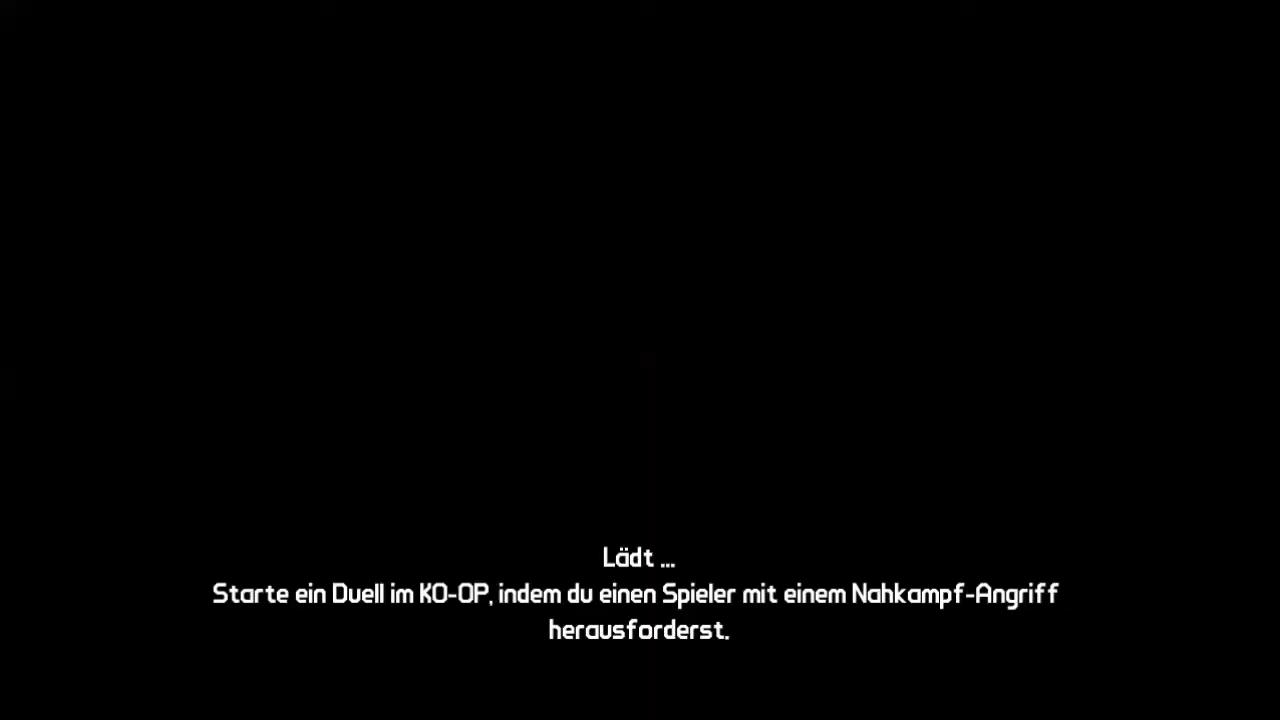 Lädt ...
Starte ein Duell im KO-OP, indem du einen Spieler mit einem Nahkampf-Angriff
herausforderst.